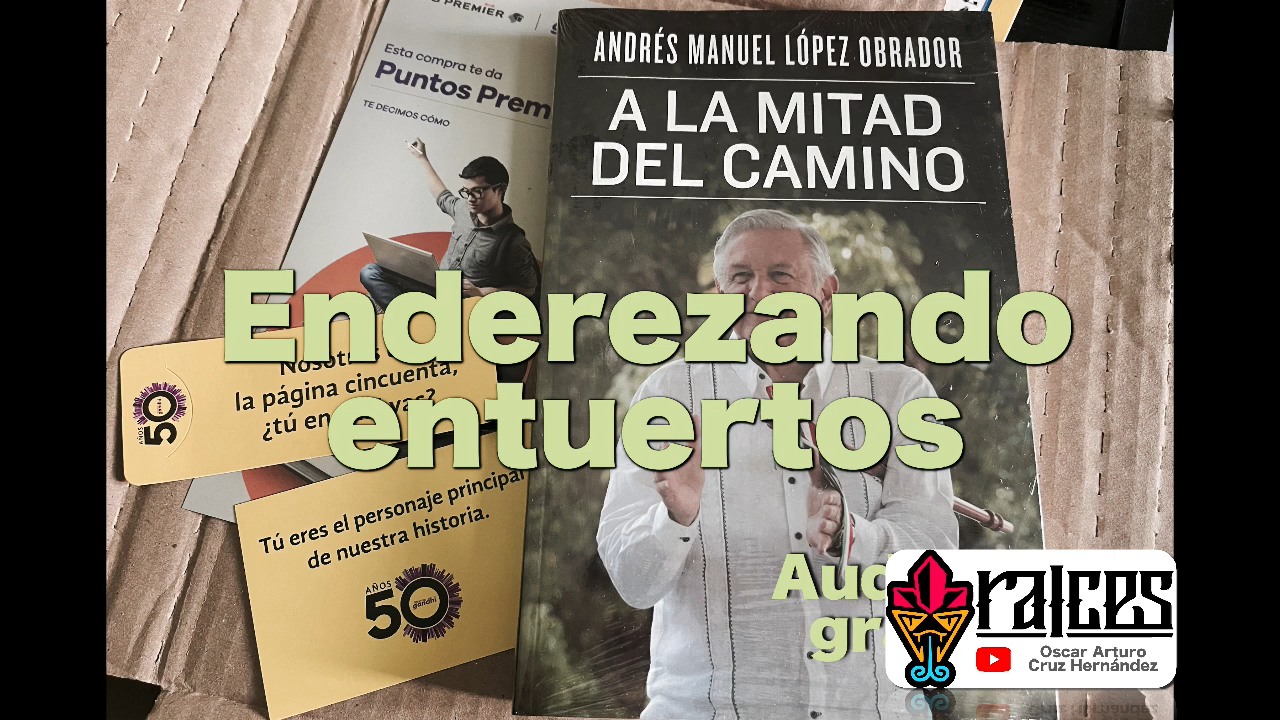 PREMIER
Esta compra te da
Puntos Prem
TE DECIMOS CÓMO
ANDRÉS MANUEL LÓPEZ OBRADOR
A LA MITAD
DEL CAMINO
Enderezando
entuertos
la página cincuenta,
¿tú en
50
AÑOS
Tú eres el personaje principal
de nuestra historia.
AÑOS
50
gandhi
Aud
gr
raíces
Oscar Arturo
Cruz Hernández